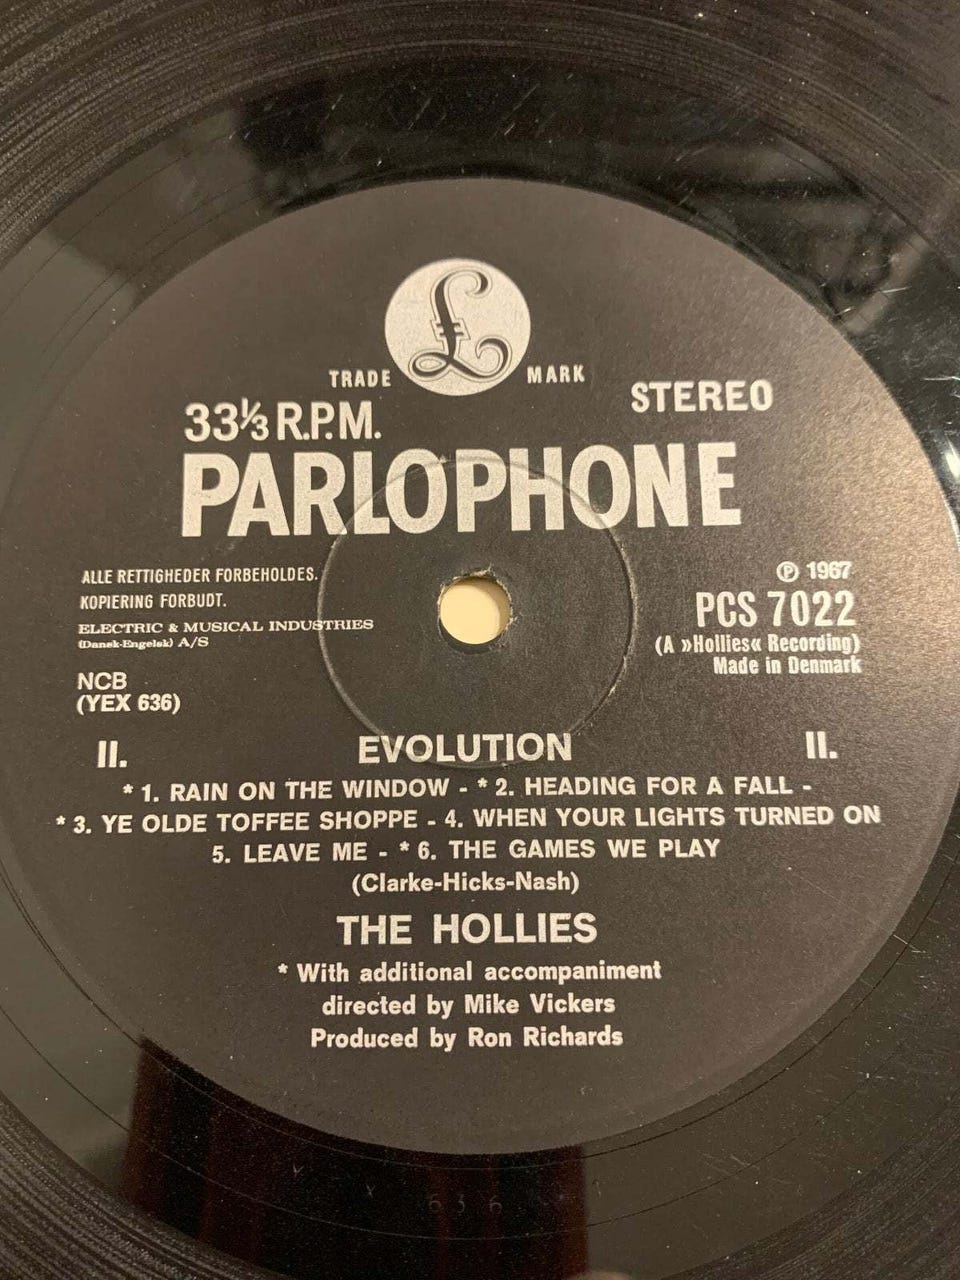 £
TRADE MARK
33⅓ R.P.M. STEREO
PARLOPHONE
ALLE RETTIGHEDER FORBEHOLDES.
KOPIERING FORBUDT.
ELECTRIC & MUSICAL INDUSTRIES
(Dansk-Engelsk) A/S
NCB
(YEX 636)
℗ 1967
PCS 7022
(A »Hollies« Recording)
Made in Denmark
II. EVOLUTION II.
* 1. RAIN ON THE WINDOW - * 2. HEADING FOR A FALL -
* 3. YE OLDE TOFFEE SHOPPE - 4. WHEN YOUR LIGHTS TURNED ON
5. LEAVE ME - * 6. THE GAMES WE PLAY
(Clarke-Hicks-Nash)
THE HOLLIES
* With additional accompaniment
directed by Mike Vickers
Produced by Ron Richards
636